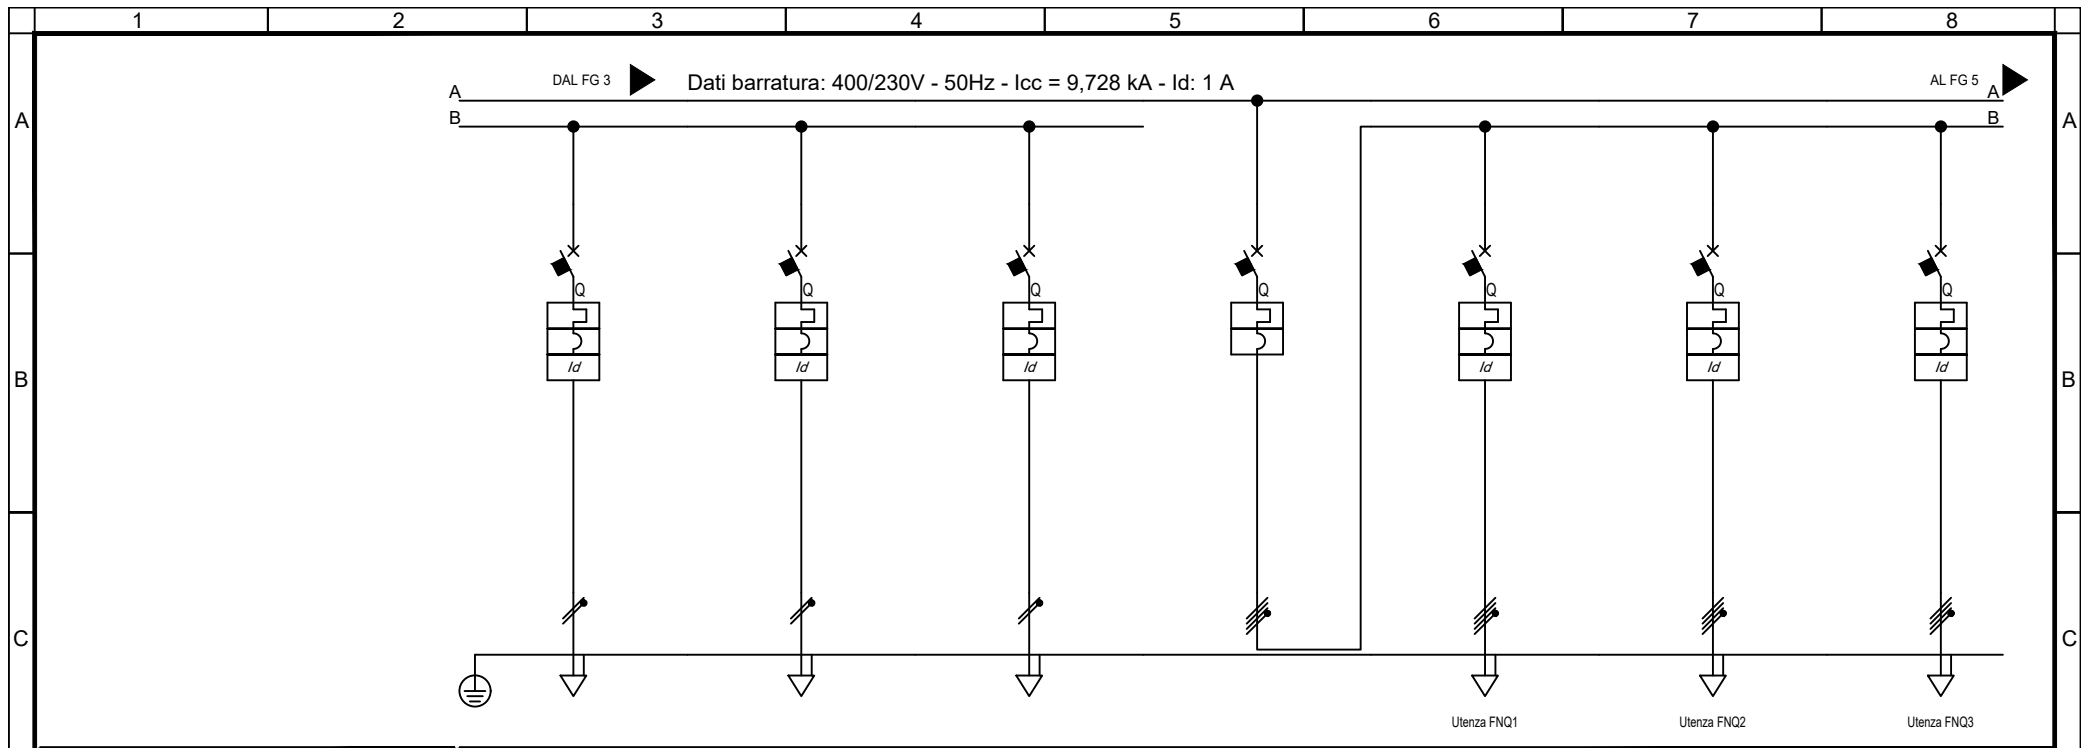 1 2 3 4 5 6 7 8
DAL FG 3 Dati barratura: 400/230V - 50Hz - Icc = 9,728 kA - Id: 1 A AL FG 5
A A
B B
A A
Q Q Q Q Q Q Q
Id Id Id Id Id Id
B B
C C
Utenza FNQ1 Utenza FNQ2 Utenza FNQ3